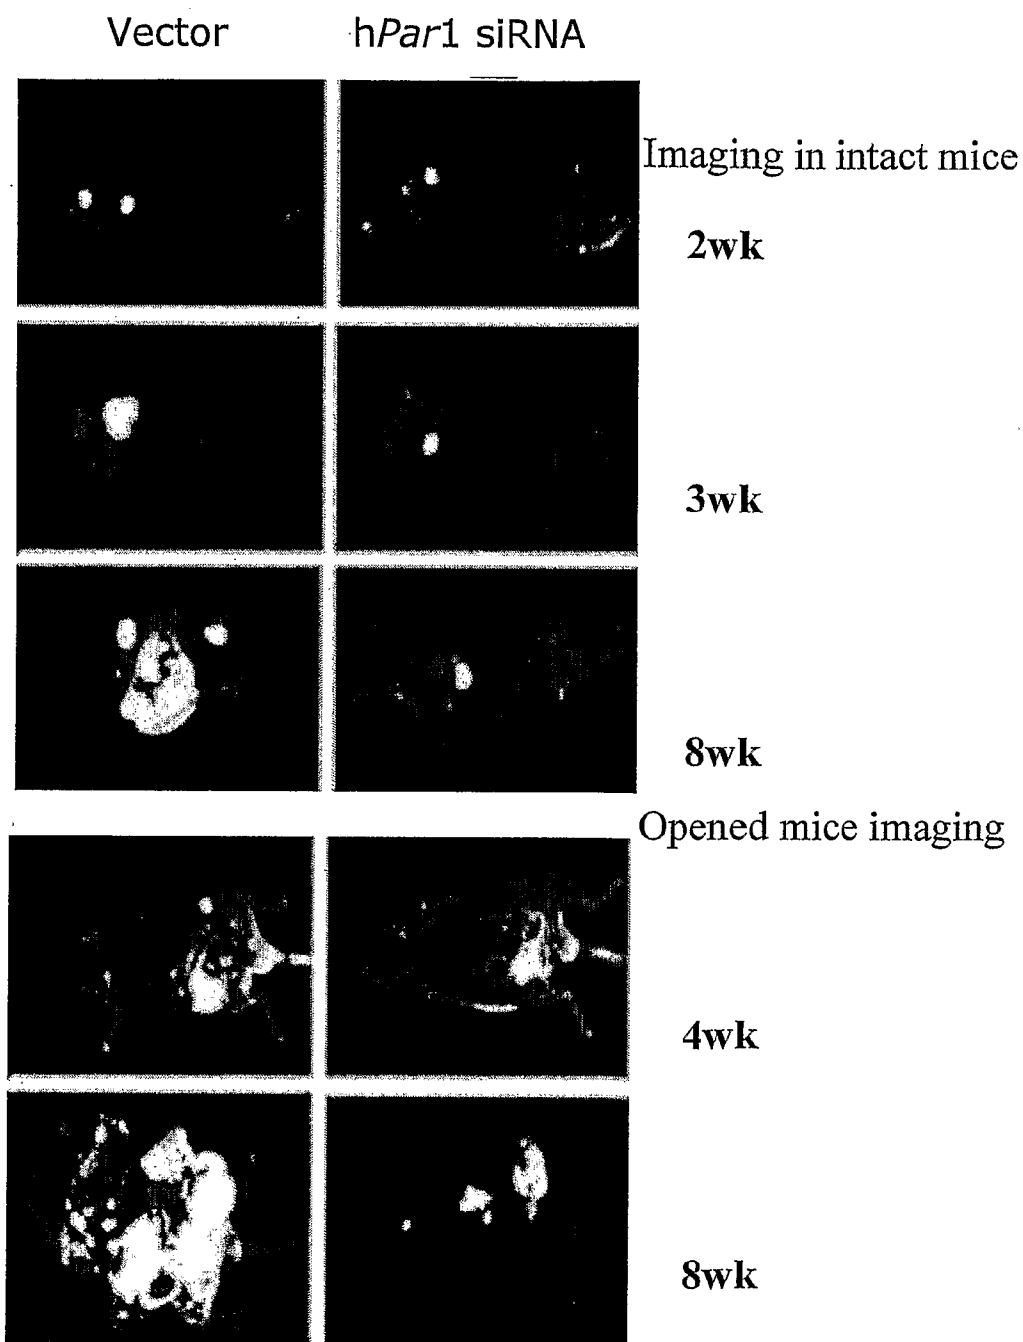 Vector hPar1 siRNA
Imaging in intact mice
2wk
3wk
8wk
Opened mice imaging
4wk
8wk